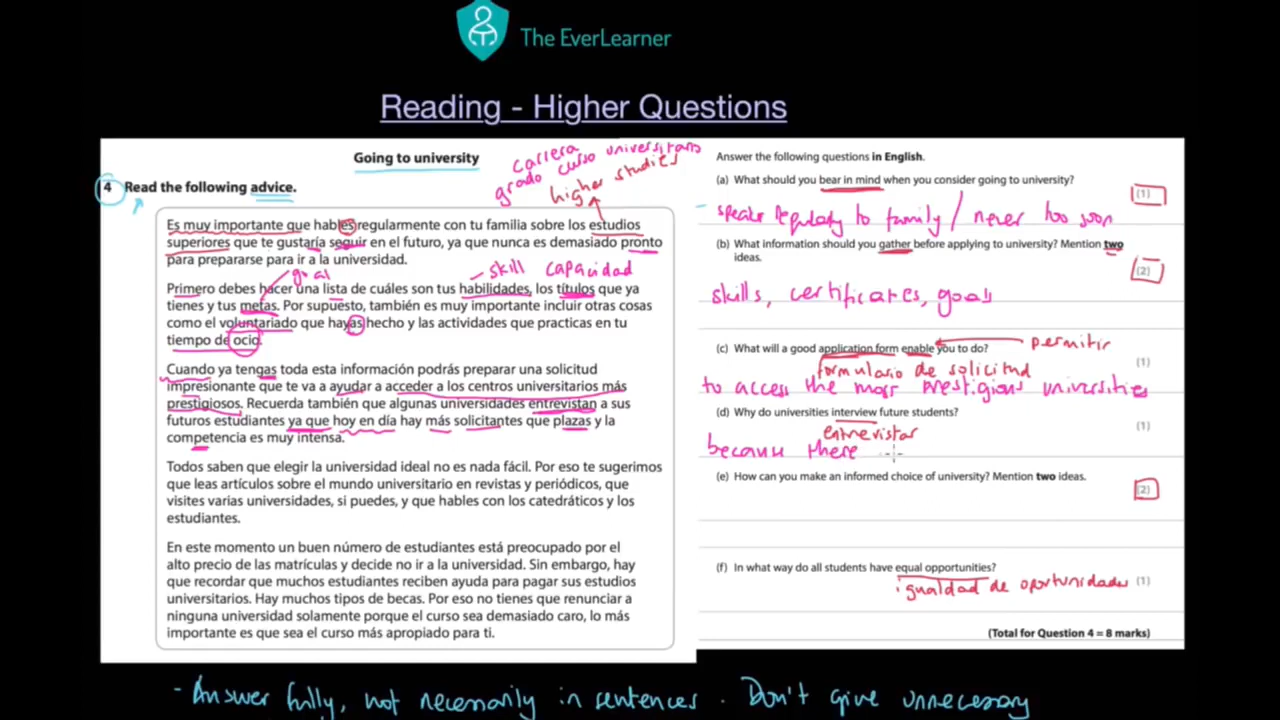 The EverLearner
Reading - Higher Questions
Going to university
carrera
grado curso universitario
higher studies
4 Read the following advice.
Es muy importante que hables regularmente con tu familia sobre los estudios
superiores que te gustaría seguir en el futuro, ya que nunca es demasiado pronto
para prepararse para ir a la universidad.
goal
skill capacidad
Primero debes hacer una lista de cuáles son tus habilidades, los títulos que ya
tienes y tus metas. Por supuesto, también es muy importante incluir otras cosas
como el voluntariado que hayas hecho y las actividades que practicas en tu
tiempo de ocio.
Cuando ya tengas toda esta información podrás preparar una solicitud
impresionante que te va a ayudar a acceder a los centros universitarios más
prestigiosos. Recuerda también que algunas universidades entrevistan a sus
futuros estudiantes ya que hoy en día hay más solicitantes que plazas y la
competencia es muy intensa.
Todos saben que elegir la universidad ideal no es nada fácil. Por eso te sugerimos
que leas artículos sobre el mundo universitario en revistas y periódicos, que
visites varias universidades, si puedes, y que hables con los catedráticos y los
estudiantes.
En este momento un buen número de estudiantes está preocupado por el
alto precio de las matrículas y decide no ir a la universidad. Sin embargo, hay
que recordar que muchos estudiantes reciben ayuda para pagar sus estudios
universitarios. Hay muchos tipos de becas. Por eso no tienes que renunciar a
ninguna universidad solamente porque el curso sea demasiado caro, lo más
importante es que sea el curso más apropiado para ti.
Answer the following questions in English.
(a) What should you bear in mind when you consider going to university?
(1)
speak regularly to family / never too soon
(b) What information should you gather before applying to university? Mention two
ideas.
(2)
skills, certificates, goals
(c) What will a good application form enable you to do?
permitir
(1)
formulario de solicitud
to access the most prestigious universities
(d) Why do universities interview future students?
(1)
entrevistar
because there
(e) How can you make an informed choice of university? Mention two ideas.
(2)
(f) In what way do all students have equal opportunities?
(1)
igualdad de oportunidades
(Total for Question 4 = 8 marks)
- Answer fully, not necessarily in sentences. Don't give unnecessary